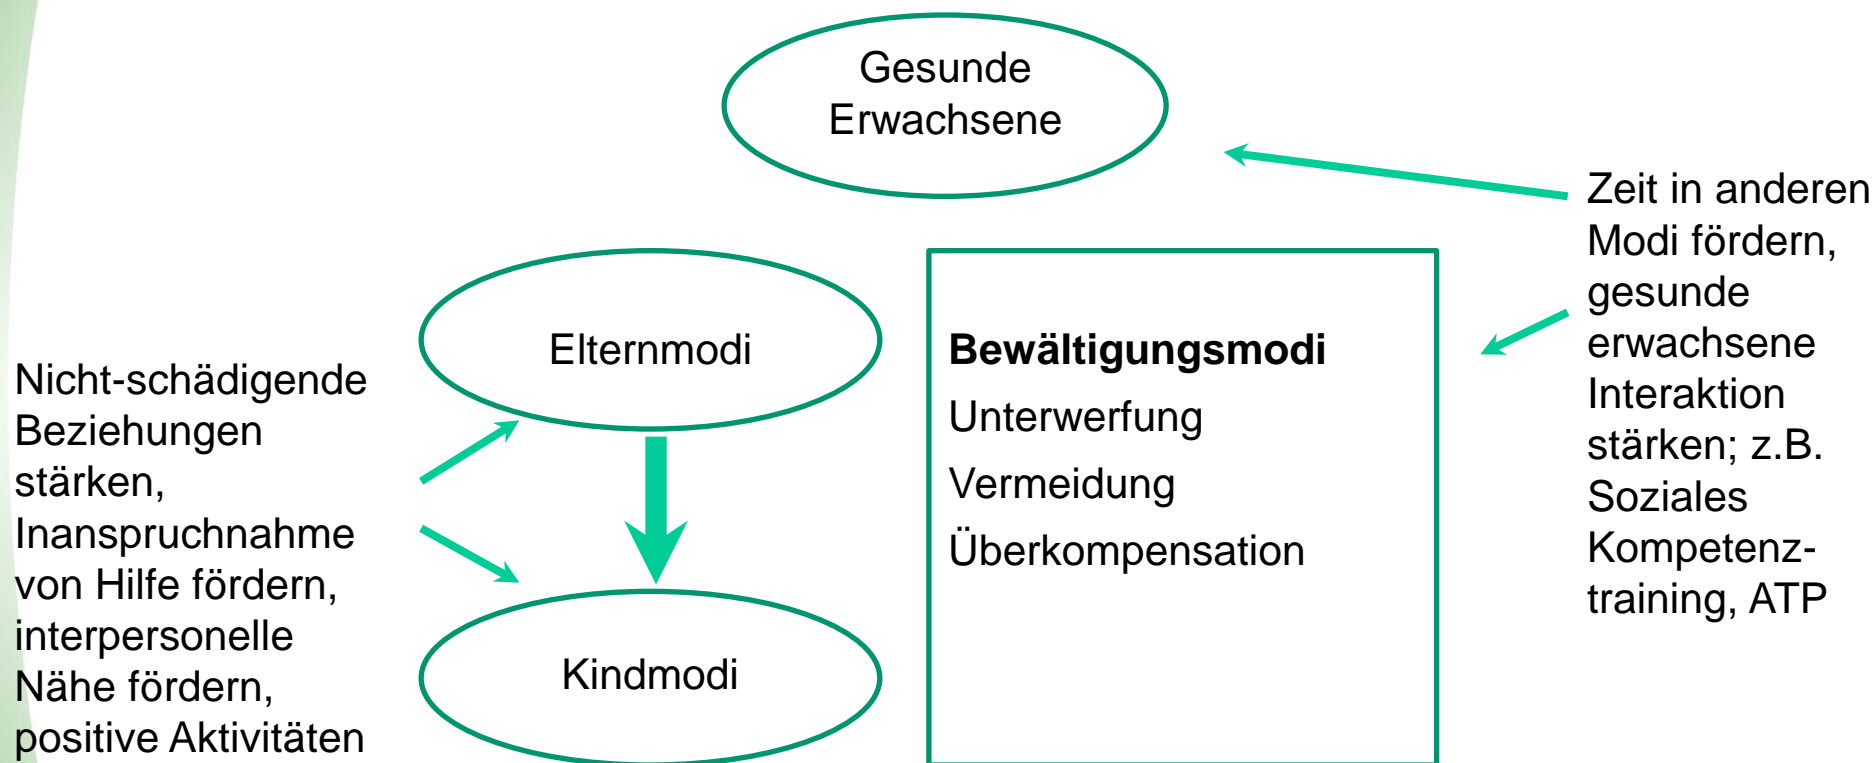 Gesunde
Erwachsene
Zeit in anderen
Modi fördern,
gesunde
erwachsene
Interaktion
stärken; z.B.
Soziales
Kompetenz-
training, ATP
Elternmodi
Bewältigungsmodi
Unterwerfung
Vermeidung
Überkompensation
Nicht-schädigende
Beziehungen
stärken,
Inanspruchnahme
von Hilfe fördern,
interpersonelle
Nähe fördern,
positive Aktivitäten
Kindmodi